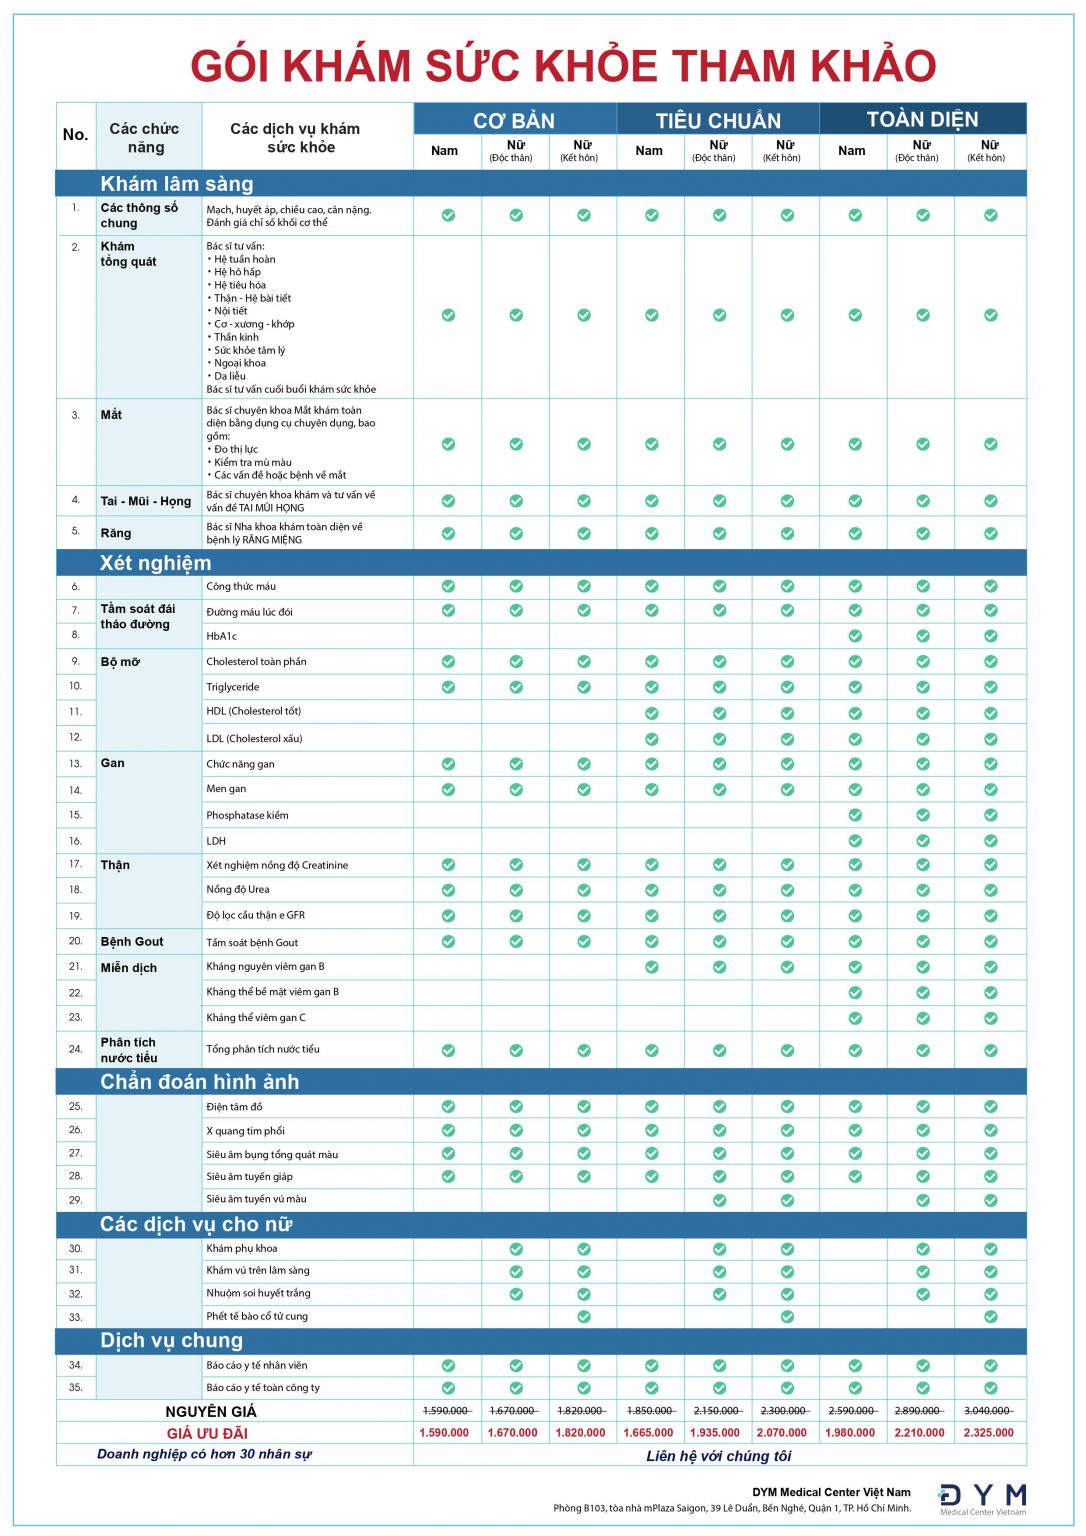 GÓI KHÁM SỨC KHỎE THAM KHẢO
No. Các chức năng Các dịch vụ khám sức khỏe CƠ BẢN TIÊU CHUẨN TOÀN DIỆN
Nam Nữ (Độc thân) Nữ (Kết hôn) Nam Nữ (Độc thân) Nữ (Kết hôn) Nam Nữ (Độc thân) Nữ (Kết hôn)
Khám lâm sàng
1. Các thông số chung Mạch, huyết áp, chiều cao, cân nặng.
Đánh giá chỉ số khối cơ thể
2. Khám tổng quát Bác sĩ tư vấn:
• Hệ tuần hoàn
• Hệ hô hấp
• Hệ tiêu hóa
• Thận - Hệ bài tiết
• Nội tiết
• Cơ - xương - khớp
• Thần kinh
• Sức khỏe tâm lý
• Ngoại khoa
• Da liễu
Bác sĩ tư vấn cuối buổi khám sức khỏe
3. Mắt Bác sĩ chuyên khoa Mắt khám toàn
diện bằng dụng cụ chuyên dụng, bao
gồm:
• Đo thị lực
• Kiểm tra mù màu
• Các vấn đề hoặc bệnh về mắt
4. Tai - Mũi - Họng Bác sĩ chuyên khoa khám và tư vấn về
vấn đề TAI MŨI HỌNG
5. Răng Bác sĩ Nha khoa khám toàn diện về
bệnh lý RĂNG MIỆNG
Xét nghiệm
6. Công thức máu
7. Tầm soát đái tháo đường Đường máu lúc đói
8. HbA1c
9. Bộ mỡ Cholesterol toàn phần
10. Triglyceride
11. HDL (Cholesterol tốt)
12. LDL (Cholesterol xấu)
13. Gan Chức năng gan
14. Men gan
15. Phosphatase kiềm
16. LDH
17. Thận Xét nghiệm nồng độ Creatinine
18. Nồng độ Urea
19. Độ lọc cầu thận e GFR
20. Bệnh Gout Tầm soát bệnh Gout
21. Miễn dịch Kháng nguyên viêm gan B
22. Kháng thể bề mặt viêm gan B
23. Kháng thể viêm gan C
24. Phân tích nước tiểu Tổng phân tích nước tiểu
Chẩn đoán hình ảnh
25. Điện tâm đồ
26. X quang tim phổi
27. Siêu âm bụng tổng quát màu
28. Siêu âm tuyến giáp
29. Siêu âm tuyến vú màu
Các dịch vụ cho nữ
30. Khám phụ khoa
31. Khám vú trên lâm sàng
32. Nhuộm soi huyết trắng
33. Phết tế bào cổ tử cung
Dịch vụ chung
34. Báo cáo y tế nhân viên
35. Báo cáo y tế toàn công ty
NGUYÊN GIÁ 1.590.000 1.670.000 1.820.000 1.850.000 2.150.000 2.300.000 2.590.000 2.890.000 3.040.000
GIÁ ƯU ĐÃI 1.590.000 1.670.000 1.820.000 1.665.000 1.935.000 2.070.000 1.980.000 2.210.000 2.325.000
Doanh nghiệp có hơn 30 nhân sự Liên hệ với chúng tôi
DYM Medical Center Việt Nam
Phòng B103, tòa nhà mPlaza Saigon, 39 Lê Duẩn, Bến Nghé, Quận 1, TP. Hồ Chí Minh.
DYM
Medical Center Vietnam